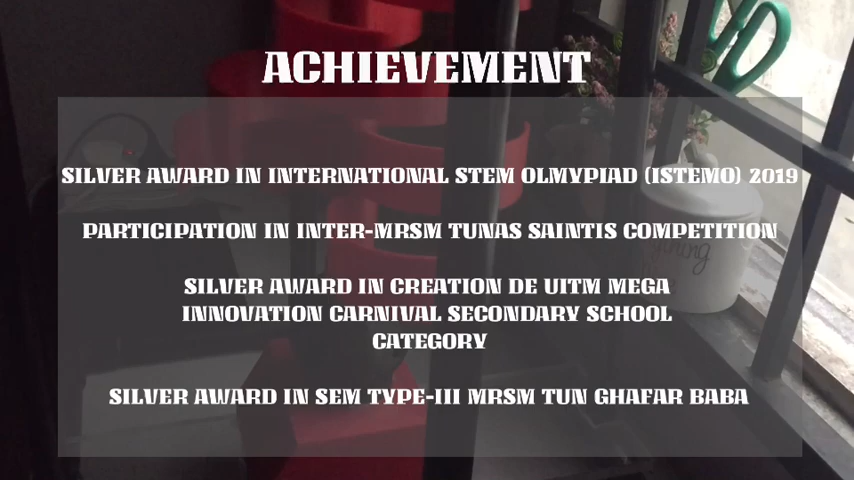 ACHIEVEMENT
SILVER AWARD IN INTERNATIONAL STEM OLMYPIAD (ISTEMO) 2019
PARTICIPATION IN INTER-MRSM TUNAS SAINTIS COMPETITION
SILVER AWARD IN CREATION DE UITM MEGA
INNOVATION CARNIVAL SECONDARY SCHOOL
CATEGORY
SILVER AWARD IN SEM TYPE-III MRSM TUN GHAFAR BABA